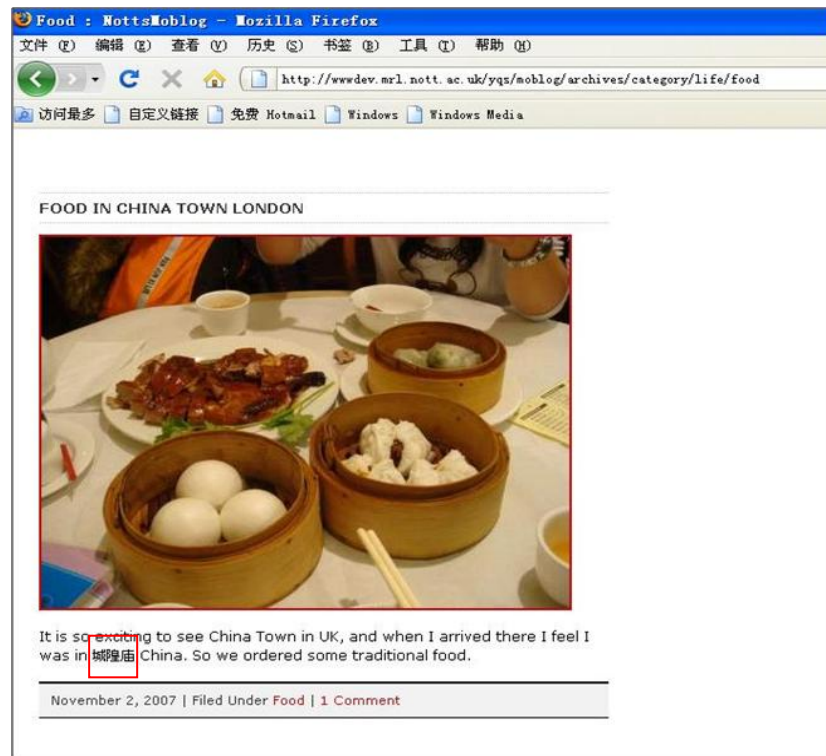 Food : NottsMoblog - Mozilla Firefox
文件 (F) 编辑 (E) 查看 (V) 历史 (S) 书签 (B) 工具 (T) 帮助 (H)
http://wwwdev.mrl.nott.ac.uk/yqs/moblog/archives/category/life/food
访问最多 自定义链接 免费 Hotmail Windows Windows Media
FOOD IN CHINA TOWN LONDON
It is so exciting to see China Town in UK, and when I arrived there I feel I
was in 城隍庙 China. So we ordered some traditional food.
November 2, 2007 | Filed Under Food | 1 Comment